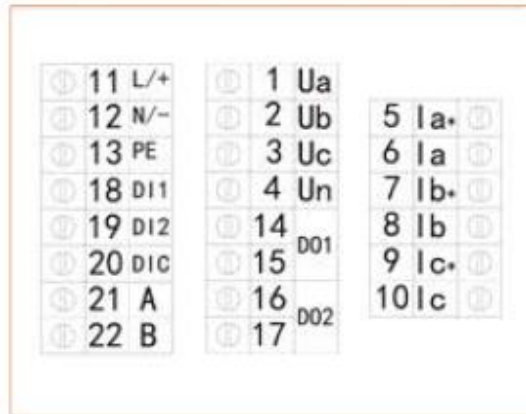 11 L/+
12 N/-
13 PE
18 DI1
19 DI2
20 DIC
21 A
22 B
1 Ua
2 Ub
3 Uc
4 Un
14
DO1
15
16
DO2
17
5 Ia*
6 Ia
7 Ib*
8 Ib
9 Ic*
10 Ic